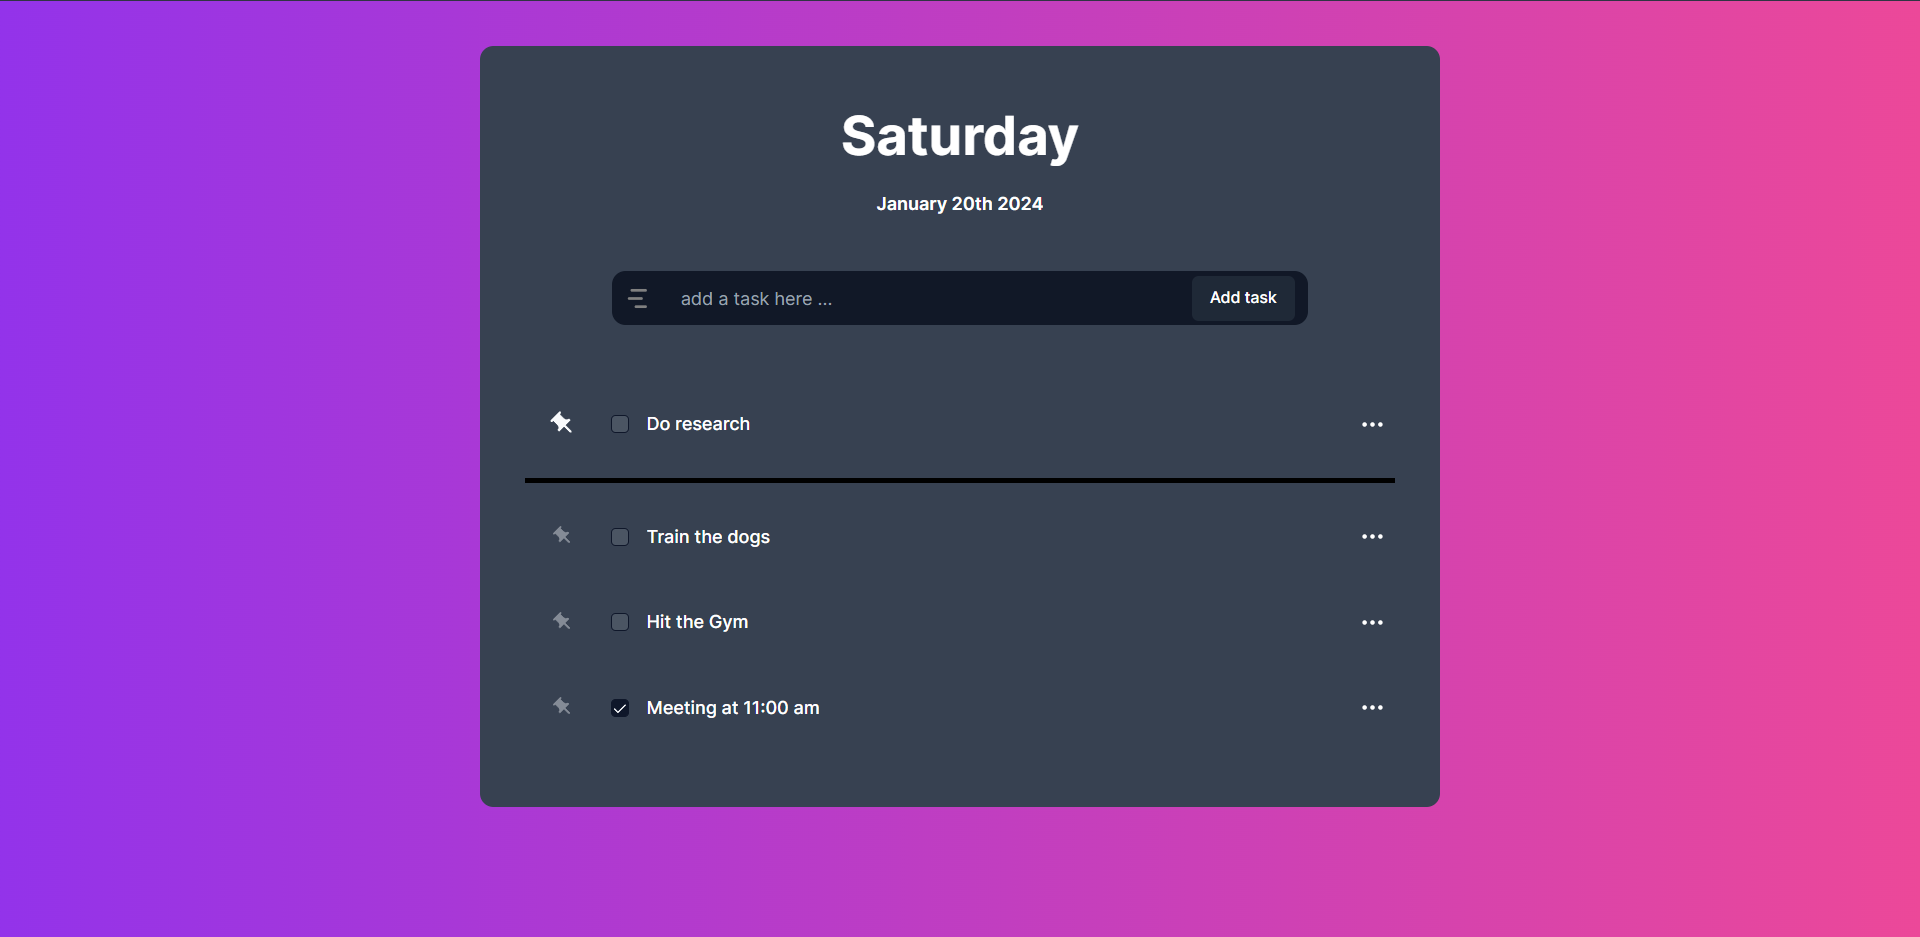 Saturday
January 20th 2024
add a task here ...
Add task
Do research
Train the dogs
Hit the Gym
Meeting at 11:00 am